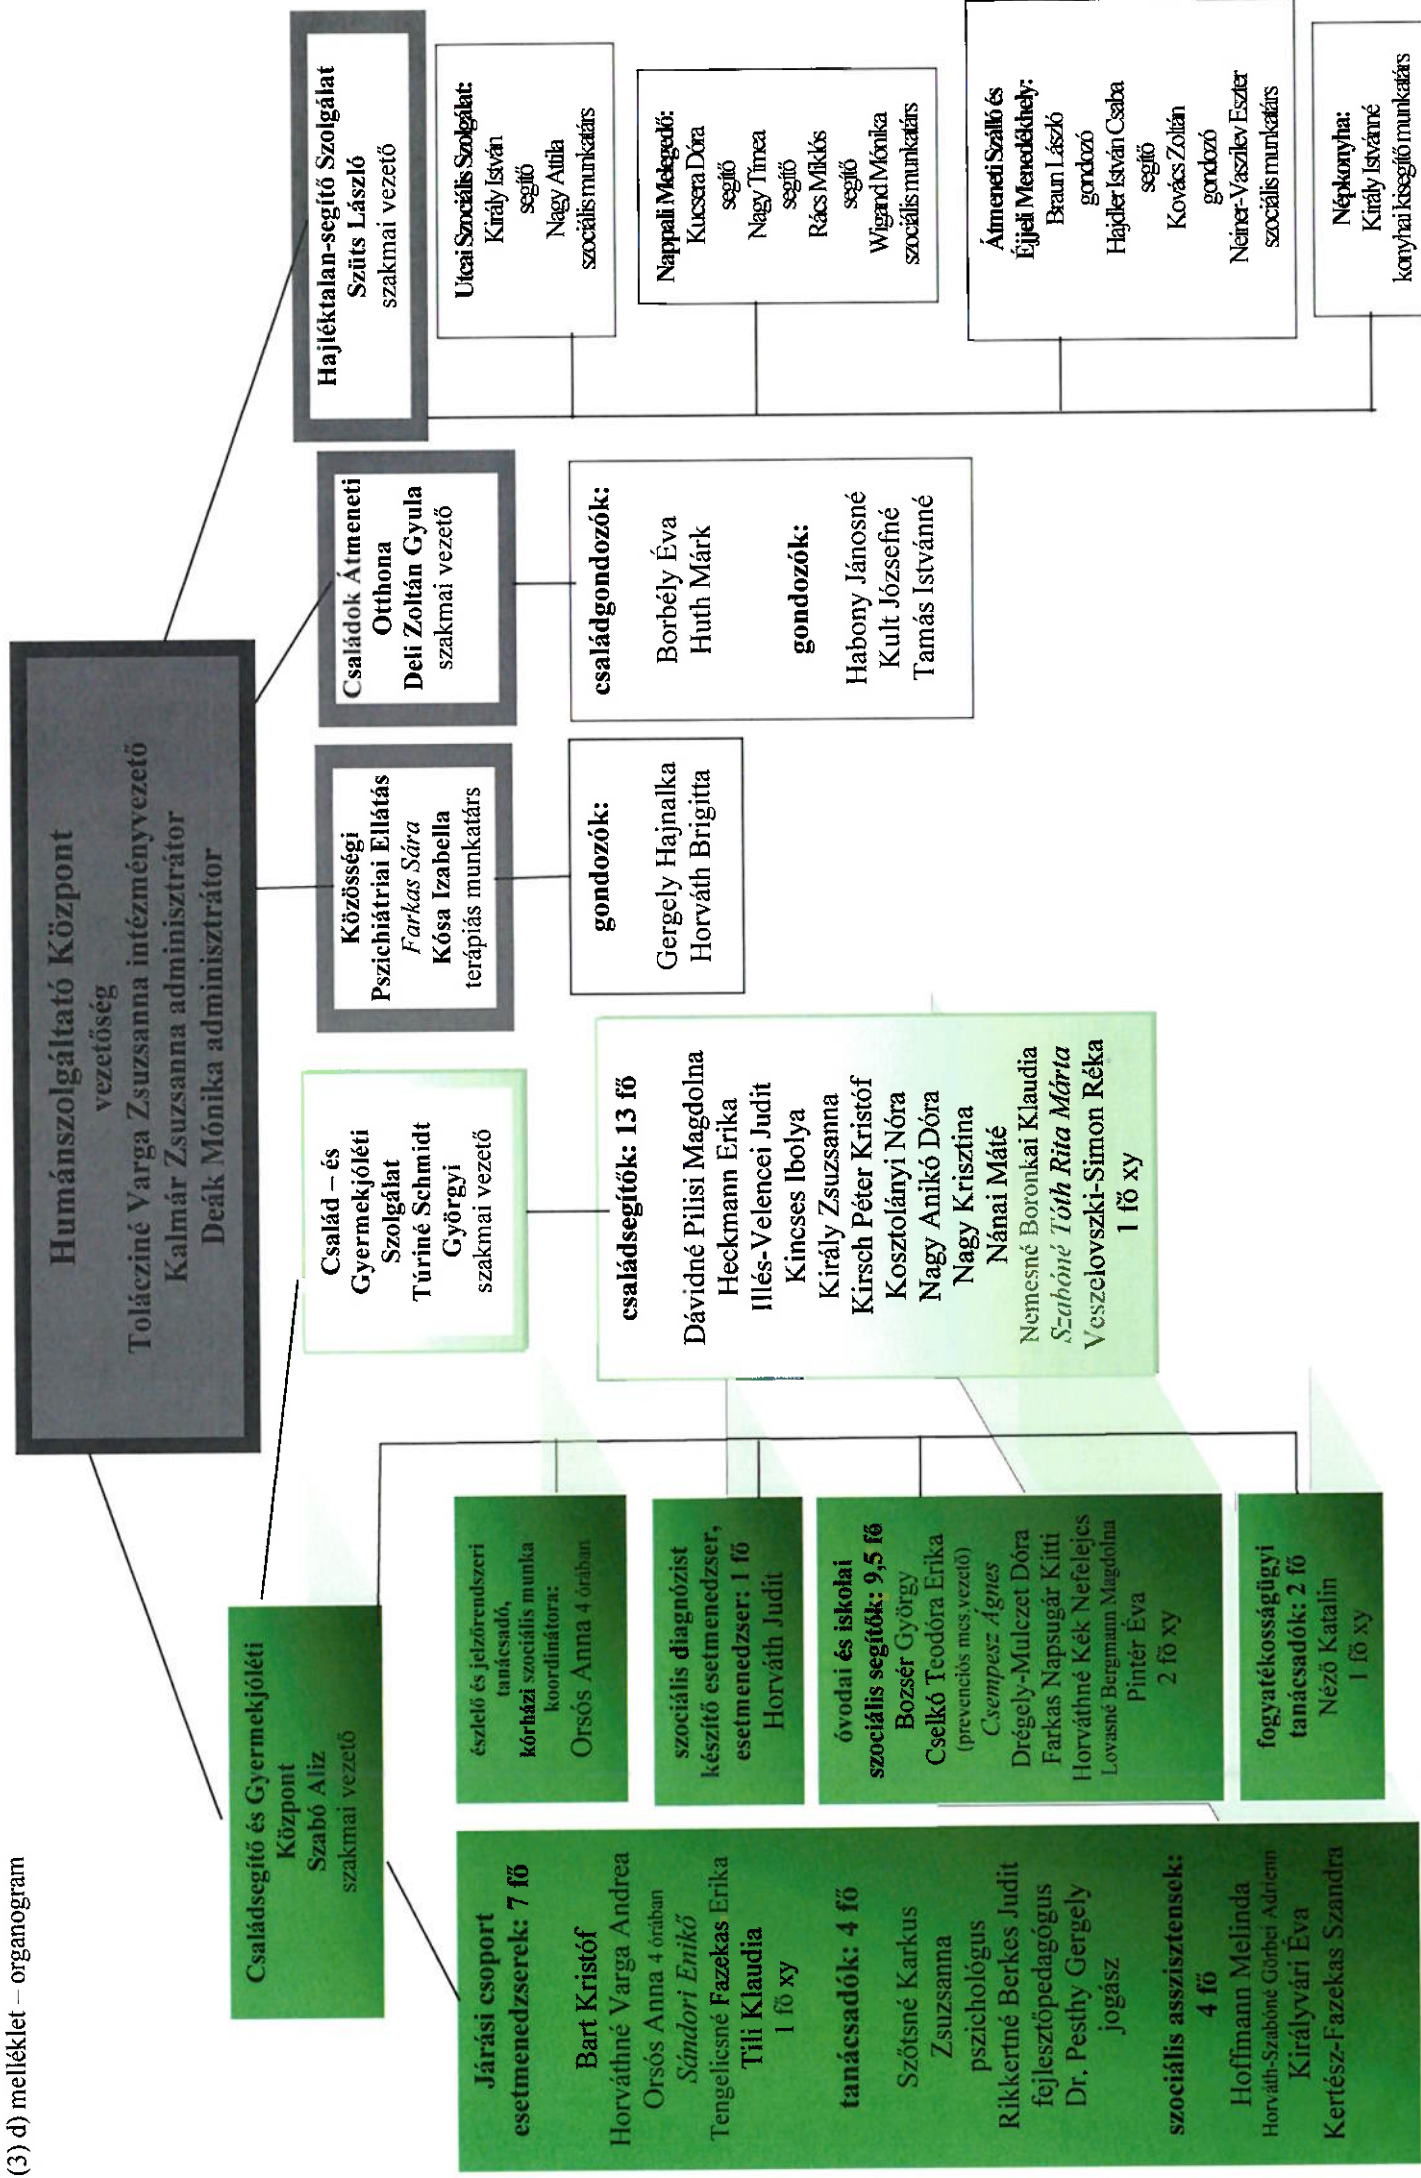 (3) d) melléklet – organogram
Humánszolgáltató Központ
vezetőség
Tolácziné Varga Zsuzsanna intézményvezető
Kalmár Zsuzsanna adminisztrátor
Deák Mónika adminisztrátor
Családsegítő és Gyermekjóléti
Központ
Szabó Aliz
szakmai vezető
Járási csoport
esetmenedzserek: 7 fő
Bart Kristóf
Horváthné Varga Andrea
Orsós Anna 4 órában
Sándori Enikő
Tengelicsné Fazekas Erika
Tili Klaudia
1 fő xy
tanácsadók: 4 fő
Szőtsné Karkus
Zsuzsanna
pszichológus
Rikkertné Berkes Judit
fejlesztőpedagógus
Dr. Pesthy Gergely
jogász
szociális asszisztensek:
4 fő
Hoffmann Melinda
Horváth-Szabóné Görbei Adrienn
Királyvári Éva
Kertész-Fazekas Szandra
észlelő és jelzőrendszeri
tanácsadó,
kórházi szociális munka
koordinátora:
Orsós Anna 4 órában
szociális diagnózist
készítő esetmenedzser,
esetmenedzser: 1 fő
Horváth Judit
óvodai és iskolai
szociális segítők: 9,5 fő
Bozsér György
Cselkó Teodóra Erika
(prevenciós mcs.vezető)
Csempesz Ágnes
Drégely-Mulczet Dóra
Farkas Napsugár Kitti
Horváthné Kék Nefelejcs
Lovasné Bergmann Magdolna
Pintér Éva
2 fő xy
fogyatékosságügyi
tanácsadók: 2 fő
Néző Katalin
1 fő xy
Család – és
Gyermekjóléti
Szolgálat
Túriné Schmidt
Györgyi
szakmai vezető
családsegítők: 13 fő
Dávidné Pilisi Magdolna
Heckmann Erika
Illés-Velencei Judit
Kincses Ibolya
Király Zsuzsanna
Kirsch Péter Kristóf
Kosztolányi Nóra
Nagy Anikó Dóra
Nagy Krisztina
Nánai Máté
Nemesné Boronkai Klaudia
Szabóné Tóth Rita Márta
Veszelovszki-Simon Réka
1 fő xy
Közösségi
Pszichiátriai Ellátás
Farkas Sára
Kósa Izabella
terápiás munkatárs
gondozók:
Gergely Hajnalka
Horváth Brigitta
Családok Átmeneti
Otthona
Deli Zoltán Gyula
szakmai vezető
családgondozók:
Borbély Éva
Huth Márk
gondozók:
Habony Jánosné
Kult Józsefné
Tamás Istvánné
Hajléktalan-segítő Szolgálat
Szüts László
szakmai vezető
Utcai Szociális Szolgálat:
Király István
segítő
Nagy Attila
szociális munkatárs
Nappali Melegedő:
Kucsera Dóra
segítő
Nagy Tímea
segítő
Rács Miklós
segítő
Wigand Mónika
szociális munkatárs
Átmeneti Szálló és
Éjjeli Menedékhely:
Braun László
gondozó
Hajdler István Csaba
segítő
Kovács Zoltán
gondozó
Neiner-Vaszilev Eszter
szociális munkatárs
Népkonyha:
Király Istvánné
konyhai kisegítő munkatárs